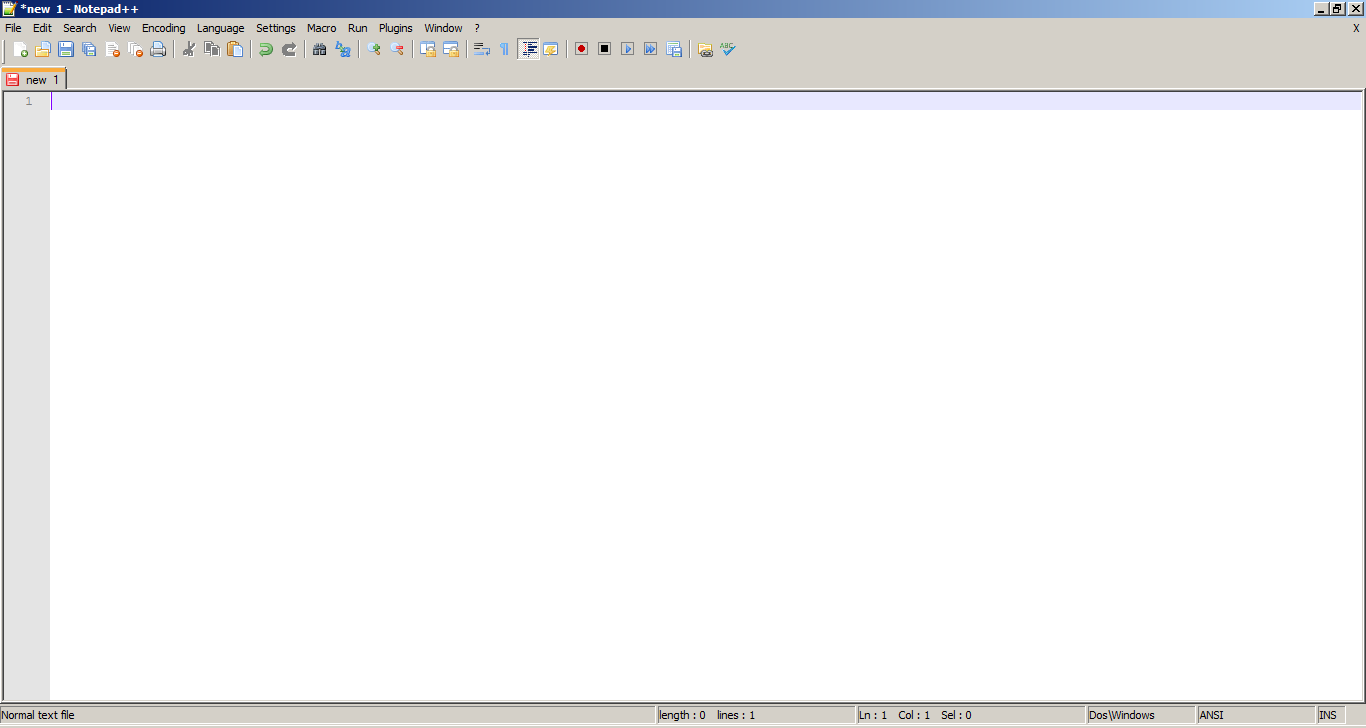 *new 1 - Notepad++
File Edit Search View Encoding Language Settings Macro Run Plugins Window ? X
ABC
new 1
1
Normal text file length : 0 lines : 1 Ln : 1 Col : 1 Sel : 0 Dos\Windows ANSI INS